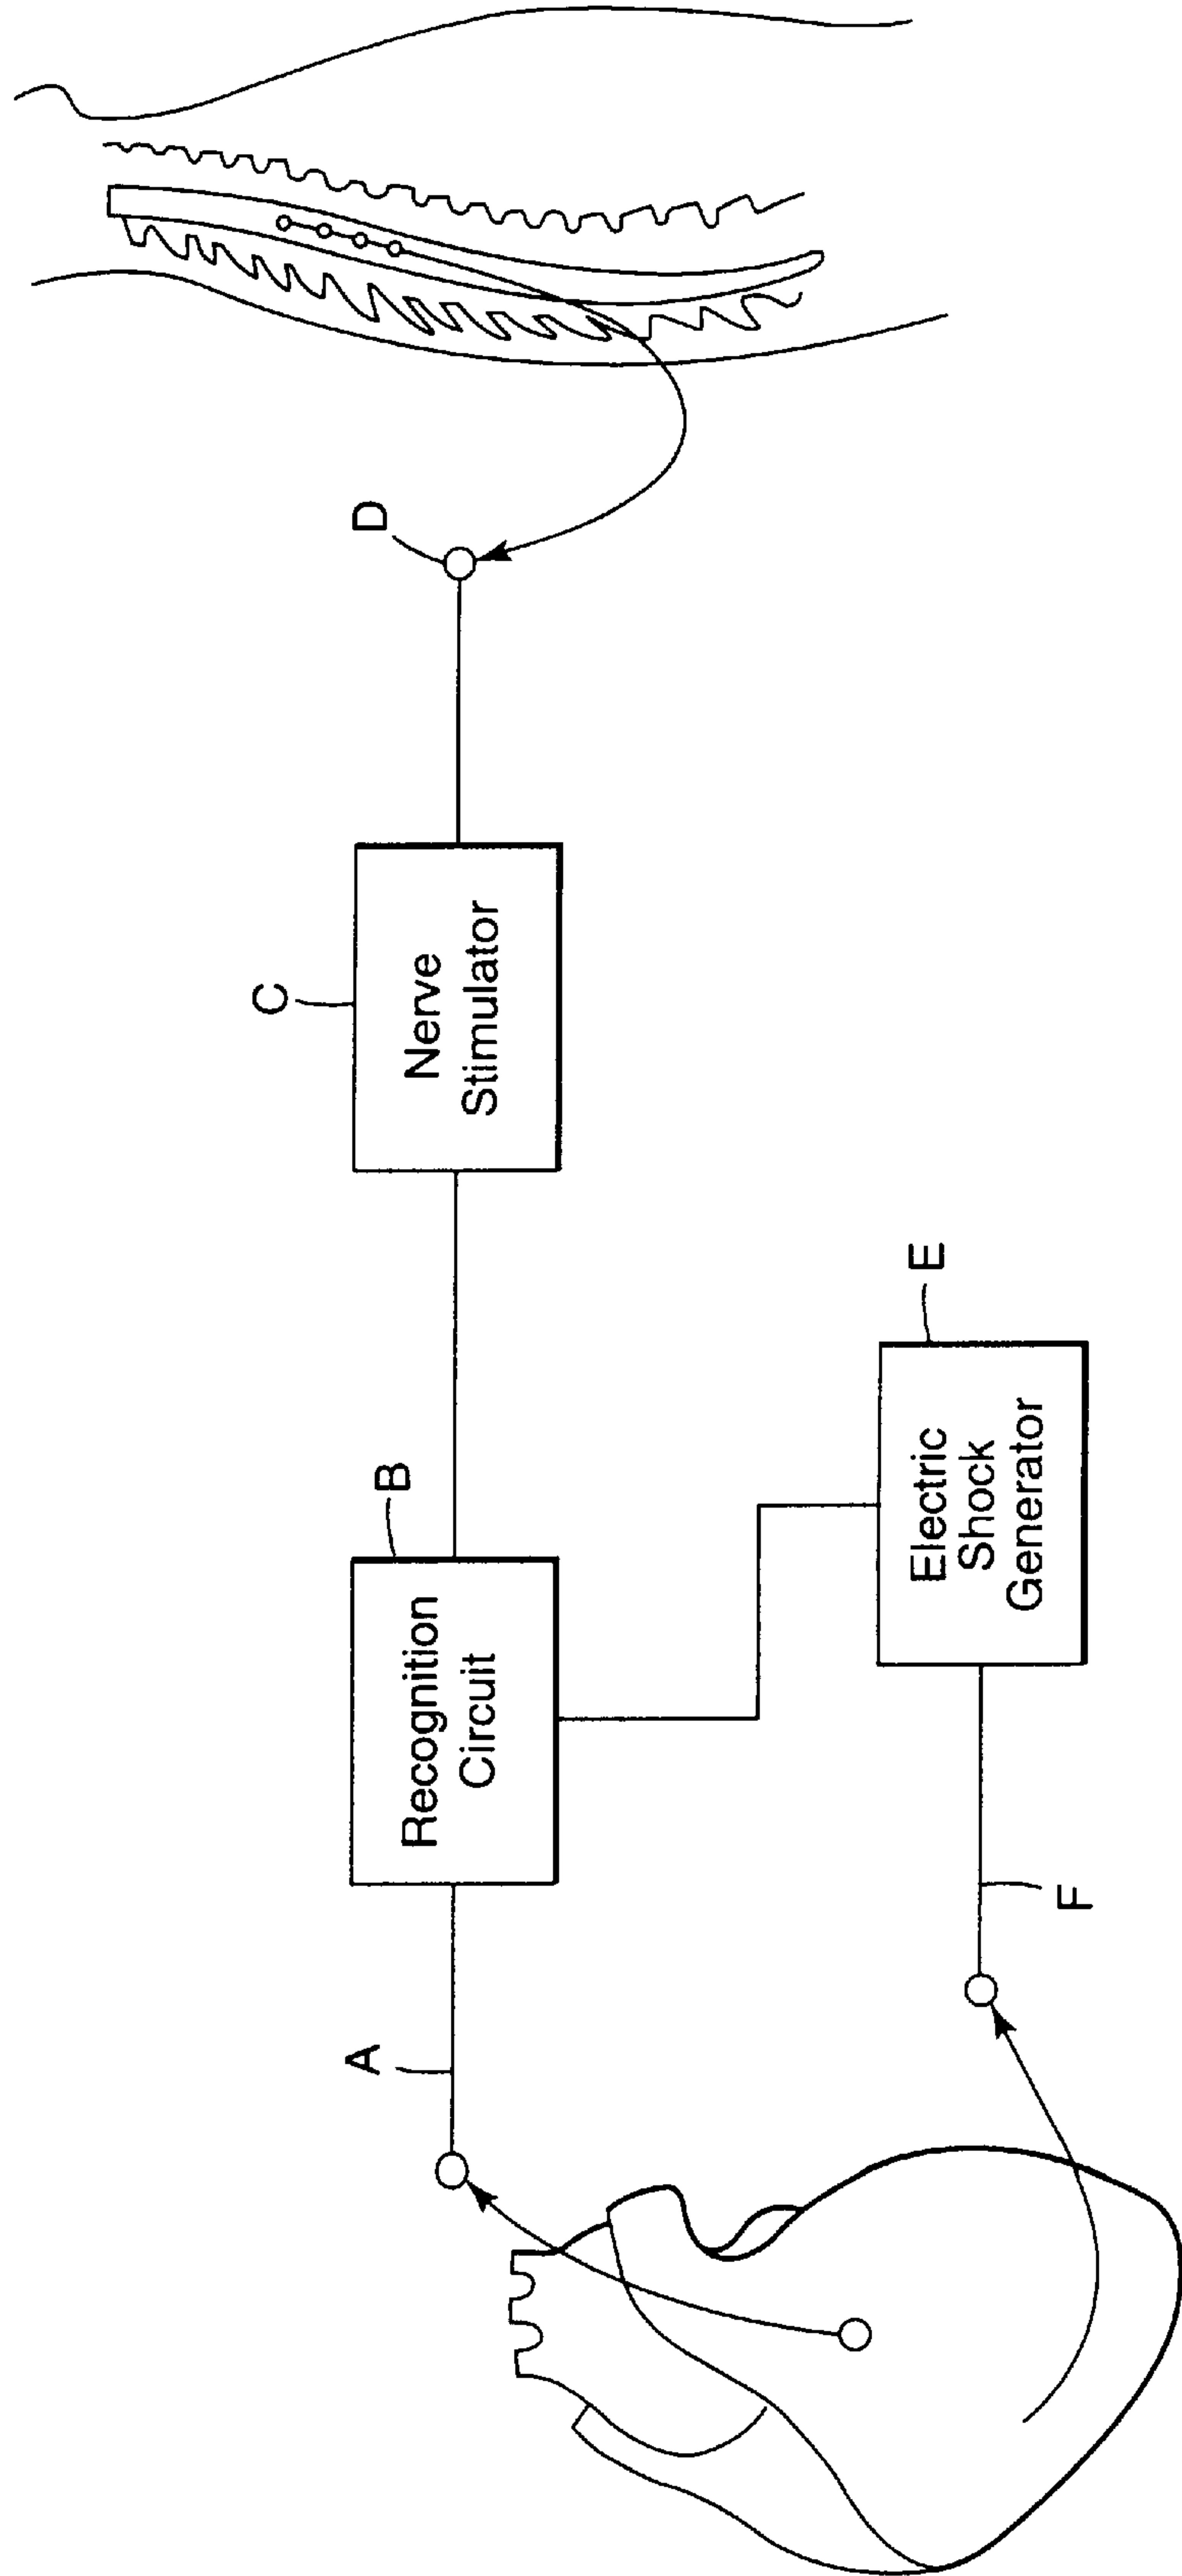 D
C
Nerve
Stimulator
B
Recognition
Circuit
E
Electric
Shock
Generator
A
F